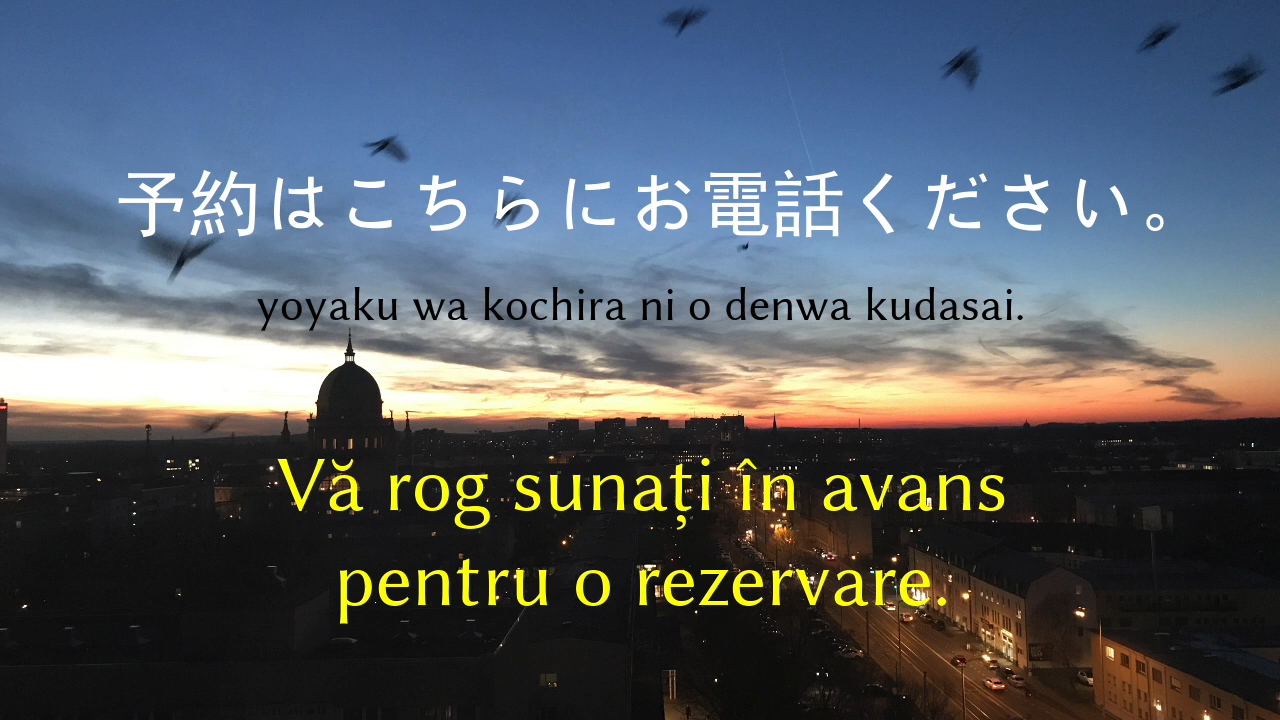 予約はこちらにお電話ください。
yoyaku wa kochira ni o denwa kudasai.
Vă rog sunați în avans
pentru o rezervare.